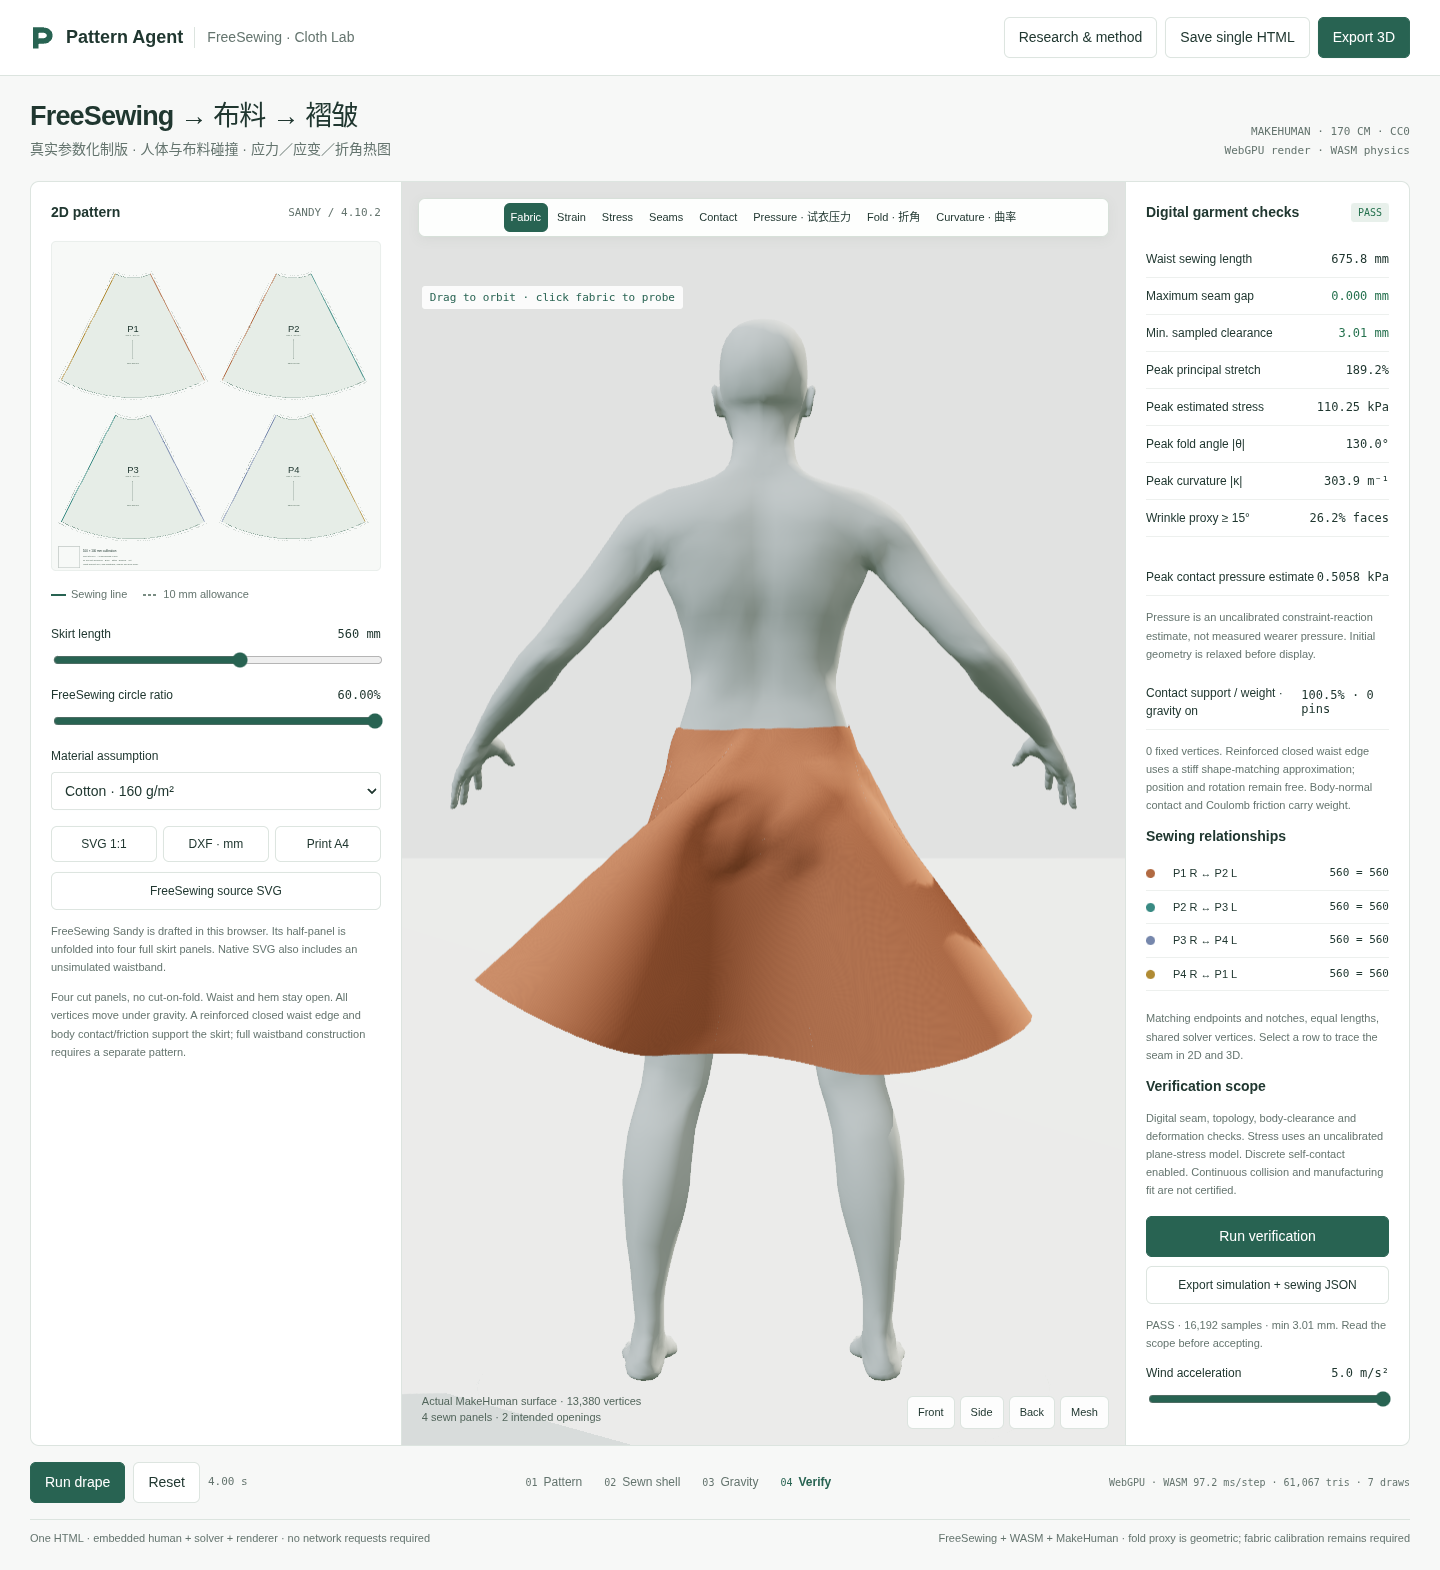 Pattern Agent
FreeSewing · Cloth Lab
Research & method
Save single HTML
Export 3D
FreeSewing → 布料 → 褶皱
真实参数化制版 · 人体与布料碰撞 · 应力／应变／折角热图
MAKEHUMAN · 170 CM · CC0
WebGPU render · WASM physics
2D pattern
SANDY / 4.10.2
P1
P2
P3
P4
Sewing line
10 mm allowance
Skirt length
560 mm
FreeSewing circle ratio
60.00%
Material assumption
Cotton · 160 g/m²
SVG 1:1
DXF · mm
Print A4
FreeSewing source SVG
FreeSewing Sandy is drafted in this browser. Its half-panel is
unfolded into four full skirt panels. Native SVG also includes an
unsimulated waistband.
Four cut panels, no cut-on-fold. Waist and hem stay open. All
vertices move under gravity. A reinforced closed waist edge and
body contact/friction support the skirt; full waistband construction
requires a separate pattern.
Fabric
Strain
Stress
Seams
Contact
Pressure · 试衣压力
Fold · 折角
Curvature · 曲率
Drag to orbit · click fabric to probe
Actual MakeHuman surface · 13,380 vertices
4 sewn panels · 2 intended openings
Front
Side
Back
Mesh
Digital garment checks
PASS
Waist sewing length
675.8 mm
Maximum seam gap
0.000 mm
Min. sampled clearance
3.01 mm
Peak principal stretch
189.2%
Peak estimated stress
110.25 kPa
Peak fold angle |θ|
130.0°
Peak curvature |κ|
303.9 m⁻¹
Wrinkle proxy ≥ 15°
26.2% faces
Peak contact pressure estimate
0.5058 kPa
Pressure is an uncalibrated constraint-reaction
estimate, not measured wearer pressure. Initial
geometry is relaxed before display.
Contact support / weight ·
gravity on
100.5% · 0
pins
0 fixed vertices. Reinforced closed waist edge
uses a stiff shape-matching approximation;
position and rotation remain free. Body-normal
contact and Coulomb friction carry weight.
Sewing relationships
P1 R ↔ P2 L
560 = 560
P2 R ↔ P3 L
560 = 560
P3 R ↔ P4 L
560 = 560
P4 R ↔ P1 L
560 = 560
Matching endpoints and notches, equal lengths,
shared solver vertices. Select a row to trace the
seam in 2D and 3D.
Verification scope
Digital seam, topology, body-clearance and
deformation checks. Stress uses an uncalibrated
plane-stress model. Discrete self-contact
enabled. Continuous collision and manufacturing
fit are not certified.
Run verification
Export simulation + sewing JSON
PASS · 16,192 samples · min 3.01 mm. Read the
scope before accepting.
Wind acceleration
5.0 m/s²
Run drape
Reset
4.00 s
01 Pattern
02 Sewn shell
03 Gravity
04 Verify
WebGPU · WASM 97.2 ms/step · 61,067 tris · 7 draws
One HTML · embedded human + solver + renderer · no network requests required
FreeSewing + WASM + MakeHuman · fold proxy is geometric; fabric calibration remains required